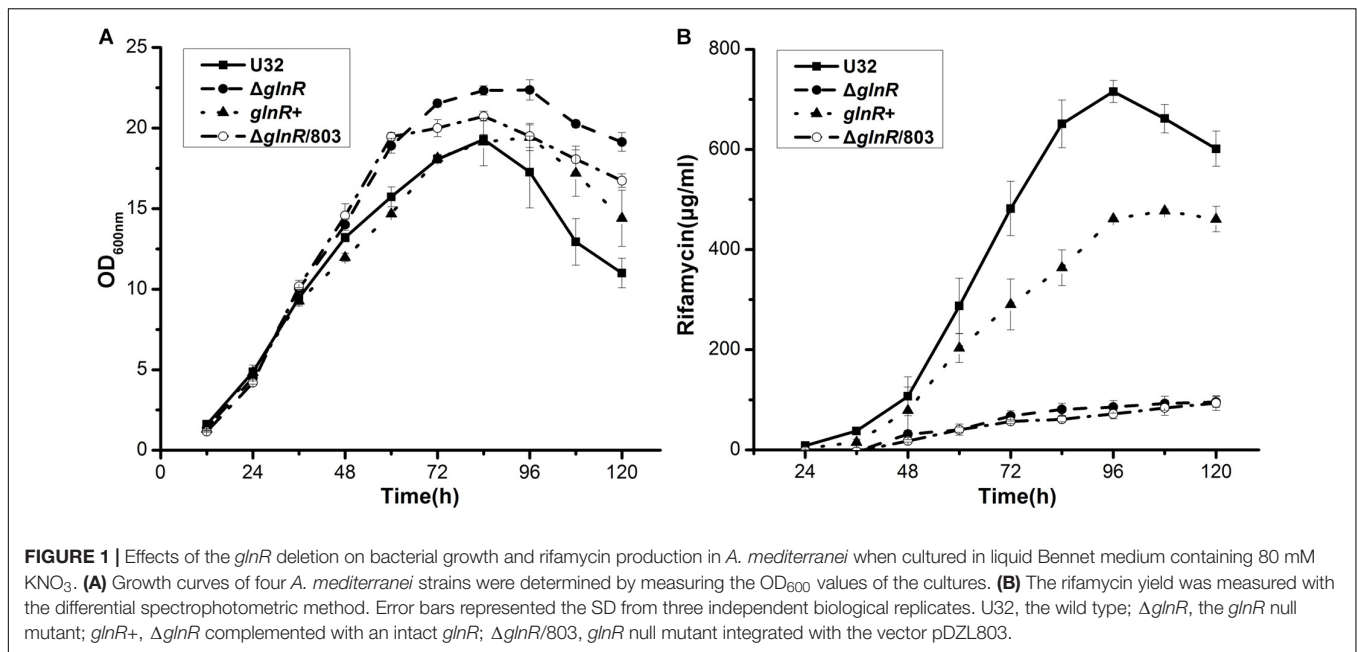 A
25
20
15
10
5
0
OD600nm
0
24
48
72
96
120
Time(h)
U32
ΔglnR
glnR+
ΔglnR/803
B
800
600
400
200
0
Rifamycin(μg/ml)
24
48
72
96
120
Time(h)
U32
ΔglnR
glnR+
ΔglnR/803
FIGURE 1 | Effects of the glnR deletion on bacterial growth and rifamycin production in A. mediterranei when cultured in liquid Bennet medium containing 80 mM
KNO3. (A) Growth curves of four A. mediterranei strains were determined by measuring the OD600 values of the cultures. (B) The rifamycin yield was measured with
the differential spectrophotometric method. Error bars represented the SD from three independent biological replicates. U32, the wild type; ΔglnR, the glnR null
mutant; glnR+, ΔglnR complemented with an intact glnR; ΔglnR/803, glnR null mutant integrated with the vector pDZL803.